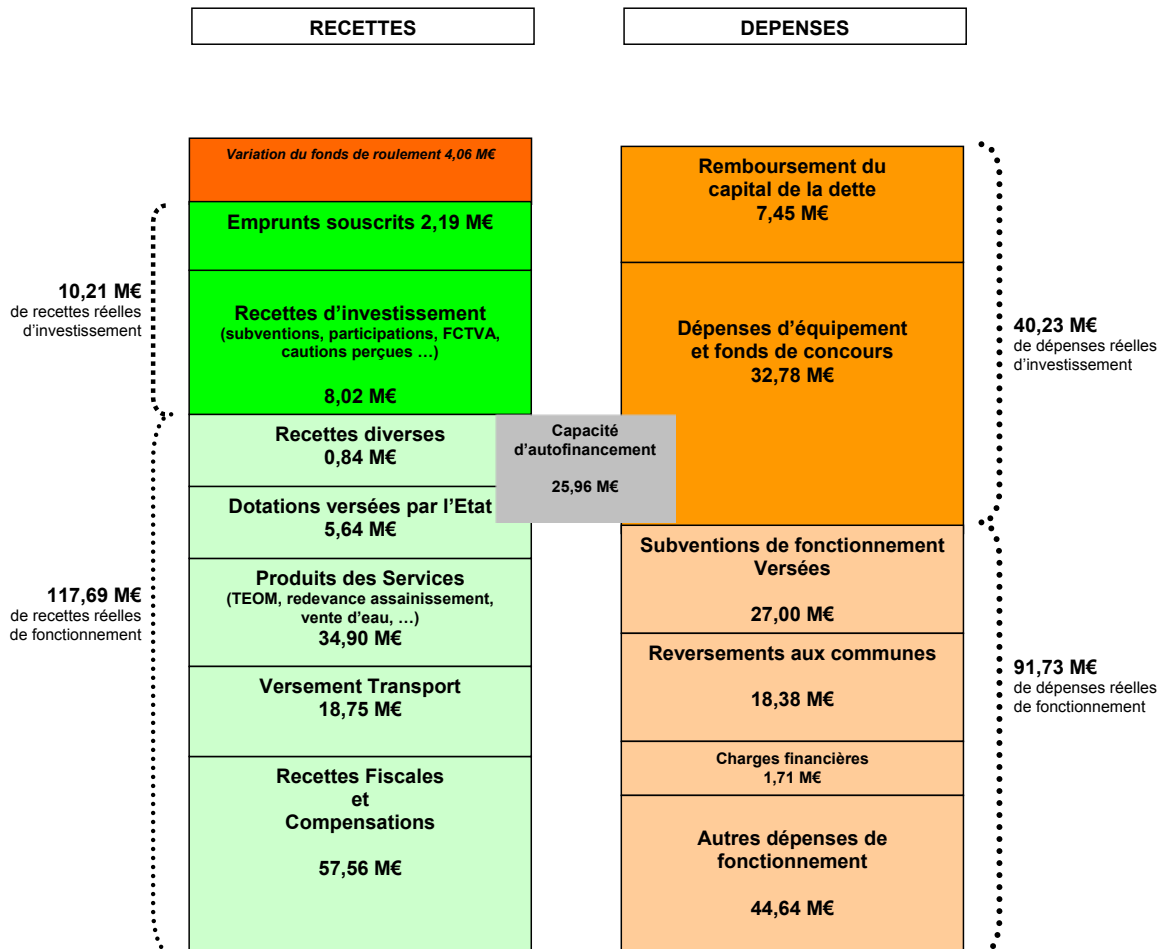 RECETTES
DEPENSES
Variation du fonds de roulement 4,06 M€
Emprunts souscrits 2,19 M€
Recettes d'investissement
(subventions, participations, FCTVA,
cautions perçues …)
8,02 M€
10,21 M€
de recettes réelles
d'investissement
Recettes diverses
0,84 M€
Dotations versées par l'Etat
5,64 M€
Produits des Services
(TEOM, redevance assainissement,
vente d'eau, …)
34,90 M€
Versement Transport
18,75 M€
Recettes Fiscales
et
Compensations
57,56 M€
117,69 M€
de recettes réelles
de fonctionnement
Capacité
d'autofinancement
25,96 M€
Remboursement du
capital de la dette
7,45 M€
Dépenses d'équipement
et fonds de concours
32,78 M€
40,23 M€
de dépenses réelles
d'investissement
Subventions de fonctionnement
Versées
27,00 M€
Reversements aux communes
18,38 M€
Charges financières
1,71 M€
Autres dépenses de
fonctionnement
44,64 M€
91,73 M€
de dépenses réelles
de fonctionnement